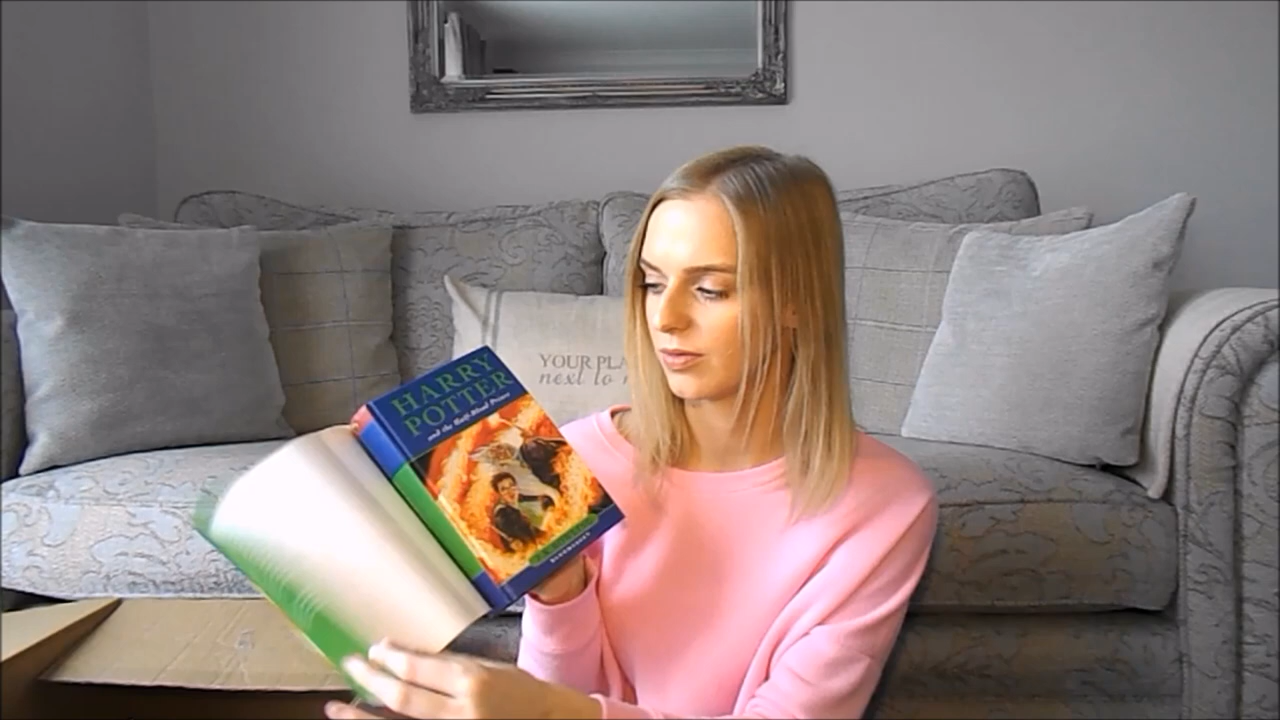 HARRY
POTTER
and the Half-Blood Prince
BLOOMSBURY
YOUR PLA
next to